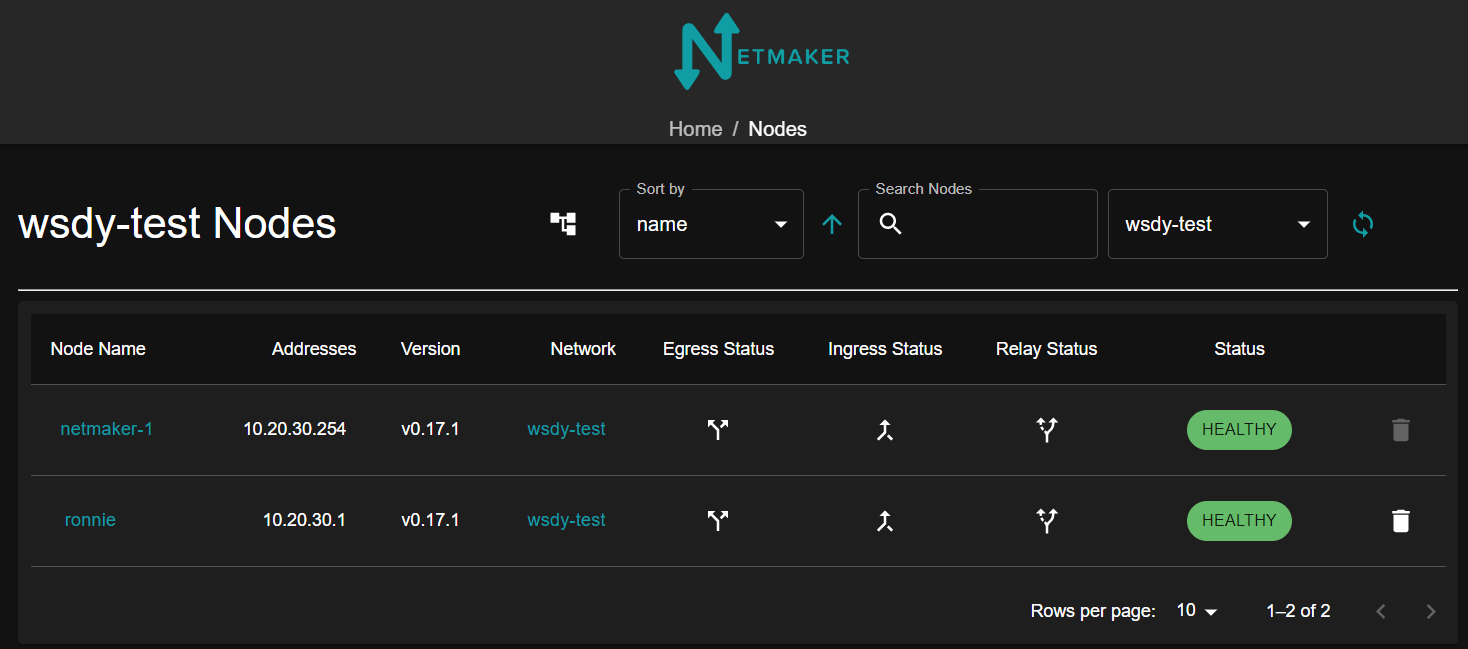 NETMAKER
Home / Nodes
wsdy-test Nodes
Sort by
name
Search Nodes
wsdy-test
Node Name Addresses Version Network Egress Status Ingress Status Relay Status Status
netmaker-1 10.20.30.254 v0.17.1 wsdy-test HEALTHY
ronnie 10.20.30.1 v0.17.1 wsdy-test HEALTHY
Rows per page: 10 1–2 of 2